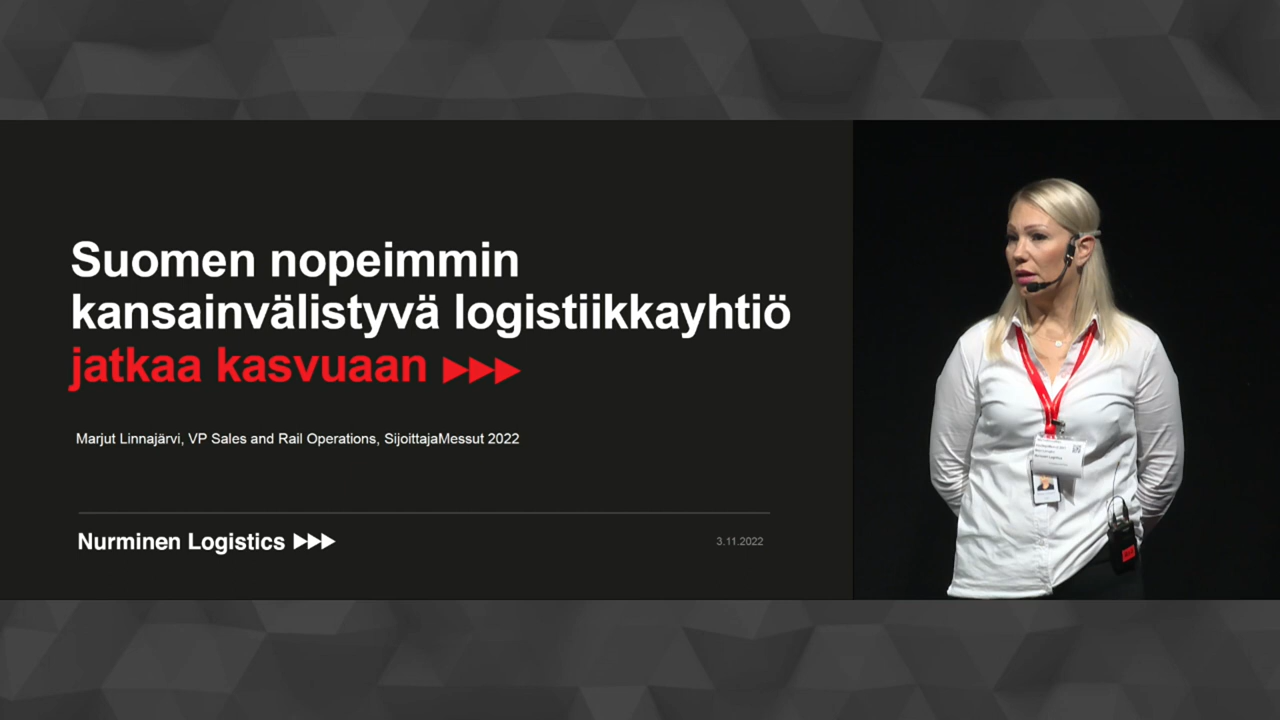 Suomen nopeimmin
kansainvälistyvä logistiikkayhtiö
jatkaa kasvuaan ►►►
Marjut Linnajärvi, VP Sales and Rail Operations, SijoittajaMessut 2022
Nurminen Logistics ►►►
3.11.2022